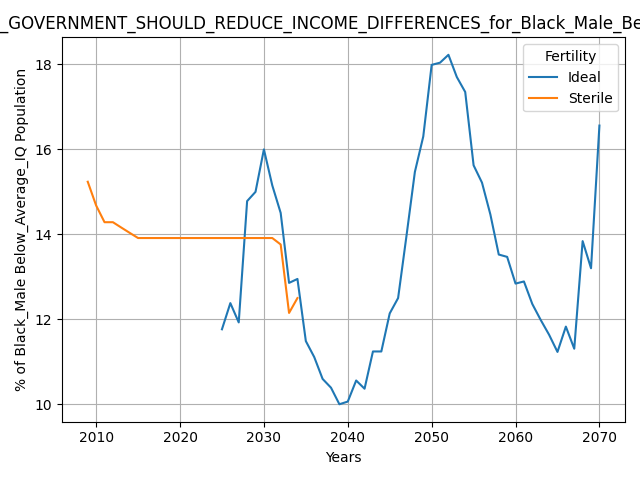 _GOVERNMENT_SHOULD_REDUCE_INCOME_DIFFERENCES_for_Black_Male_Be
Fertility
Ideal
Sterile
% of Black_Male Below_Average_IQ Population
18
16
14
12
10
2010 2020 2030 2040 2050 2060 2070
Years